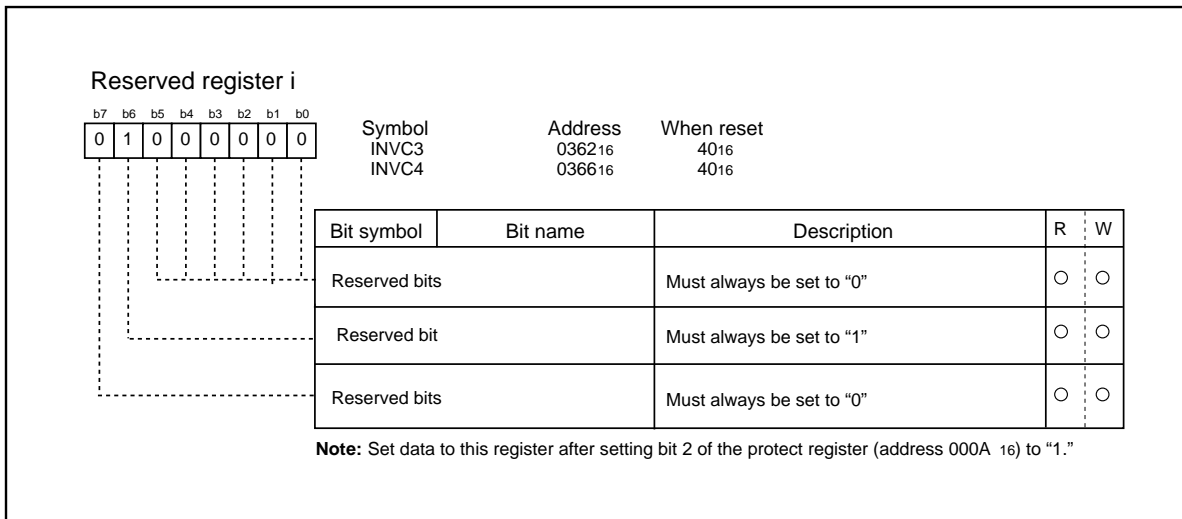 Reserved register i
b7 b6 b5 b4 b3 b2 b1 b0
0 1 0 0 0 0 0 0
Symbol Address When reset
INVC3 036216 4016
INVC4 036616 4016
Bit symbol Bit name Description R W
Reserved bits Must always be set to “0” ○ ○
Reserved bit Must always be set to “1” ○ ○
Reserved bits Must always be set to “0” ○ ○
Note: Set data to this register after setting bit 2 of the protect register (address 000A 16) to “1.”